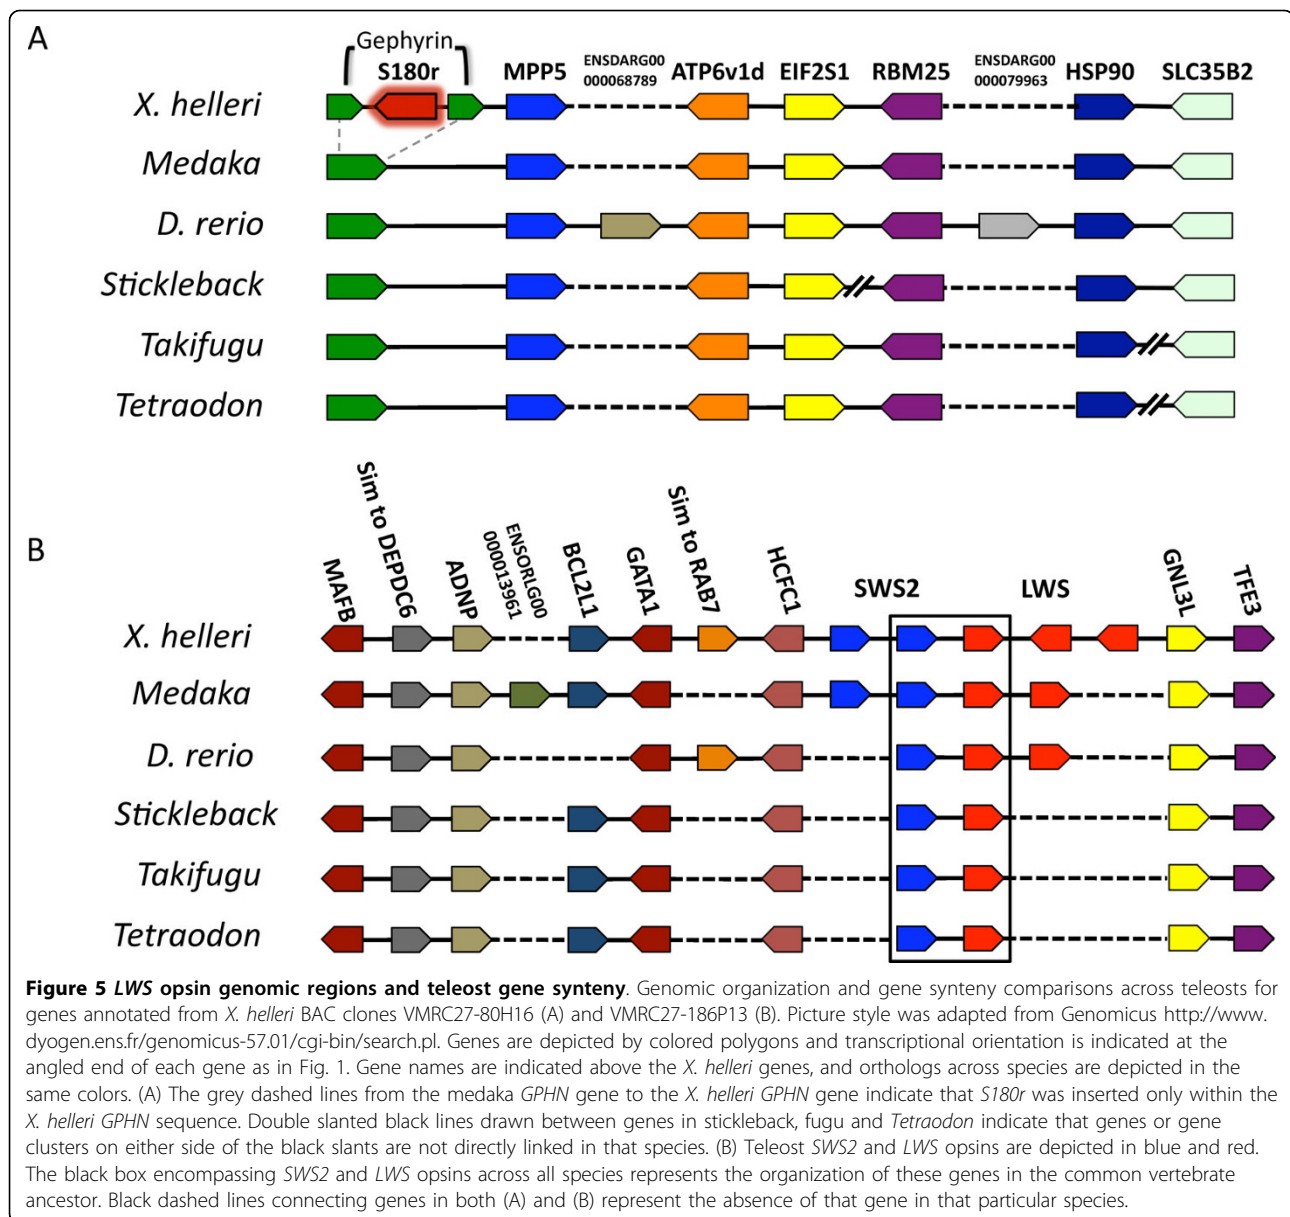 A
Gephyrin
S180r
MPP5
ENSDARG00
000068789
ATP6v1d
EIF2S1
RBM25
ENSDARG00
000079963
HSP90
SLC35B2
X. helleri
Medaka
D. rerio
Stickleback
Takifugu
Tetraodon
B
MAFB
Sim to DEPDC6
ADNP
ENSORLG00
000013961
BCL2L1
GATA1
Sim to RAB7
HCFC1
SWS2
LWS
GNL3L
TFE3
X. helleri
Medaka
D. rerio
Stickleback
Takifugu
Tetraodon
Figure 5 LWS opsin genomic regions and teleost gene synteny. Genomic organization and gene synteny comparisons across teleosts for
genes annotated from X. helleri BAC clones VMRC27-80H16 (A) and VMRC27-186P13 (B). Picture style was adapted from Genomicus http://www.
dyogen.ens.fr/genomicus-57.01/cgi-bin/search.pl. Genes are depicted by colored polygons and transcriptional orientation is indicated at the
angled end of each gene as in Fig. 1. Gene names are indicated above the X. helleri genes, and orthologs across species are depicted in the
same colors. (A) The grey dashed lines from the medaka GPHN gene to the X. helleri GPHN gene indicate that S180r was inserted only within the
X. helleri GPHN sequence. Double slanted black lines drawn between genes in stickleback, fugu and Tetraodon indicate that genes or gene
clusters on either side of the black slants are not directly linked in that species. (B) Teleost SWS2 and LWS opsins are depicted in blue and red.
The black box encompassing SWS2 and LWS opsins across all species represents the organization of these genes in the common vertebrate
ancestor. Black dashed lines connecting genes in both (A) and (B) represent the absence of that gene in that particular species.